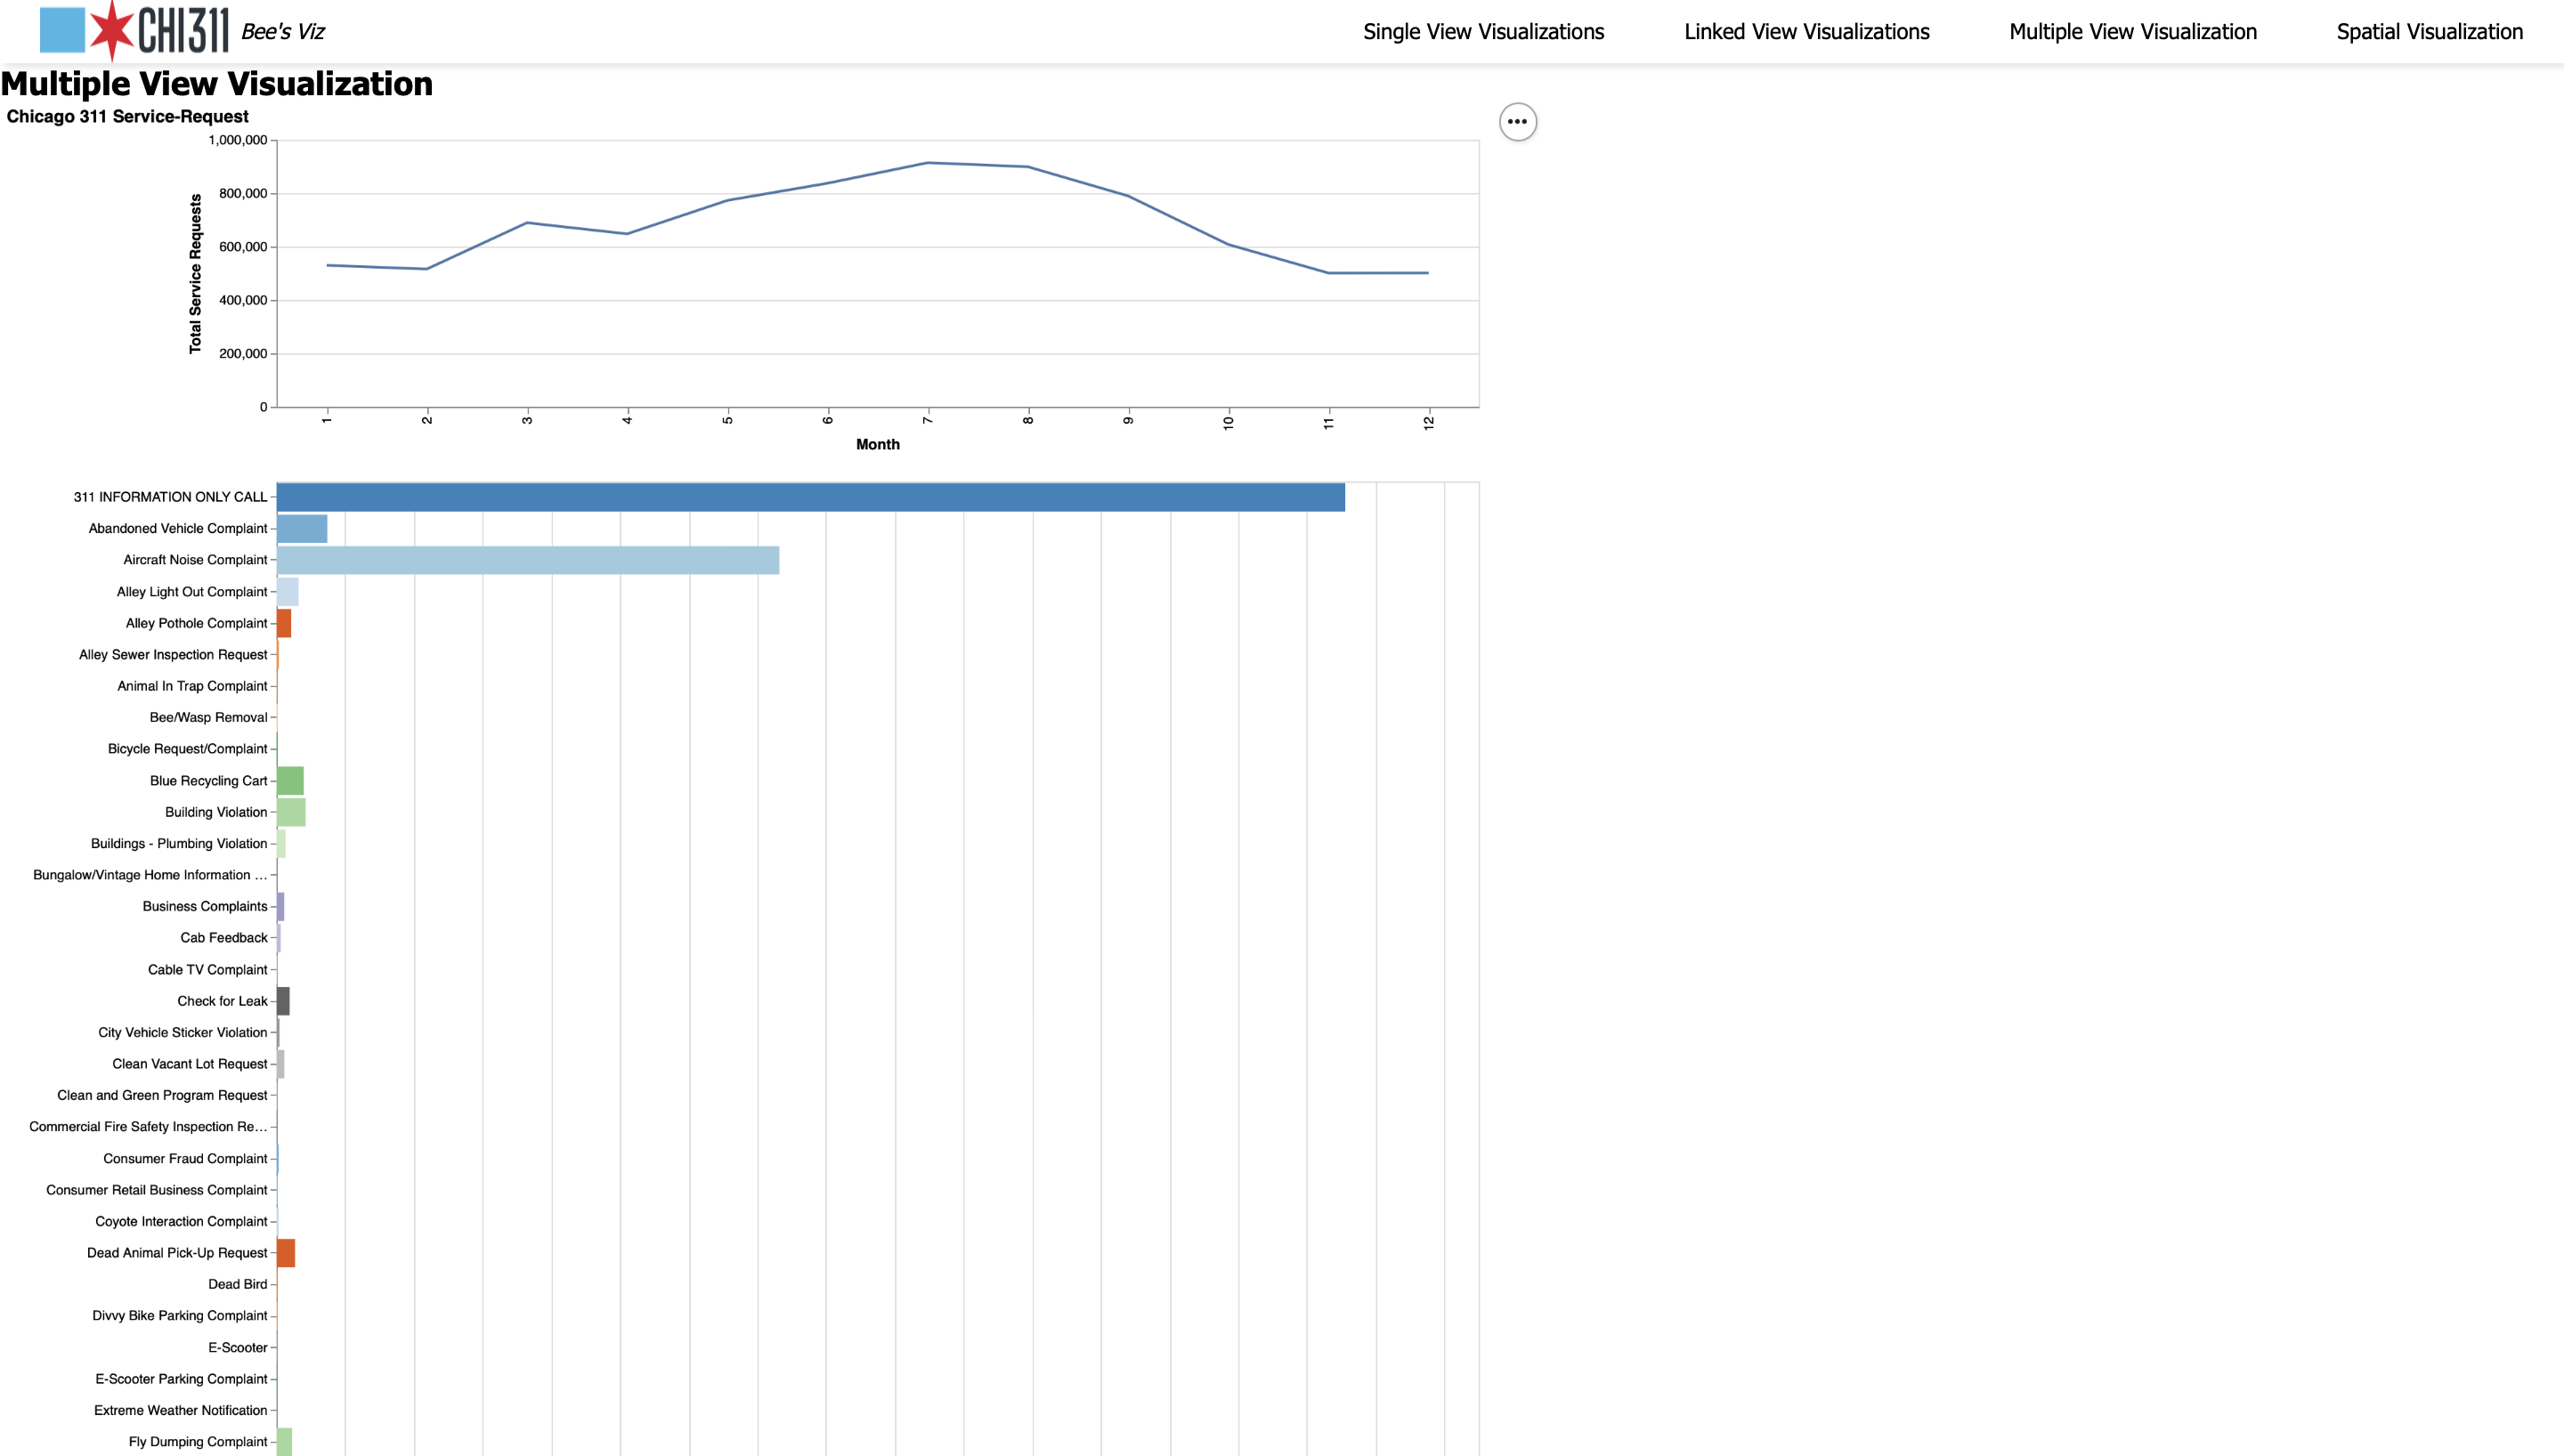 CHI311 Bee's Viz
Single View Visualizations
Linked View Visualizations
Multiple View Visualization
Spatial Visualization
Multiple View Visualization
Chicago 311 Service-Request
Total Service Requests
1,000,000
800,000
600,000
400,000
200,000
0
1 2 3 4 5 6 7 8 9 10 11 12
Month
311 INFORMATION ONLY CALL
Abandoned Vehicle Complaint
Aircraft Noise Complaint
Alley Light Out Complaint
Alley Pothole Complaint
Alley Sewer Inspection Request
Animal In Trap Complaint
Bee/Wasp Removal
Bicycle Request/Complaint
Blue Recycling Cart
Building Violation
Buildings - Plumbing Violation
Bungalow/Vintage Home Information …
Business Complaints
Cab Feedback
Cable TV Complaint
Check for Leak
City Vehicle Sticker Violation
Clean Vacant Lot Request
Clean and Green Program Request
Commercial Fire Safety Inspection Re…
Consumer Fraud Complaint
Consumer Retail Business Complaint
Coyote Interaction Complaint
Dead Animal Pick-Up Request
Dead Bird
Divvy Bike Parking Complaint
E-Scooter
E-Scooter Parking Complaint
Extreme Weather Notification
Fly Dumping Complaint